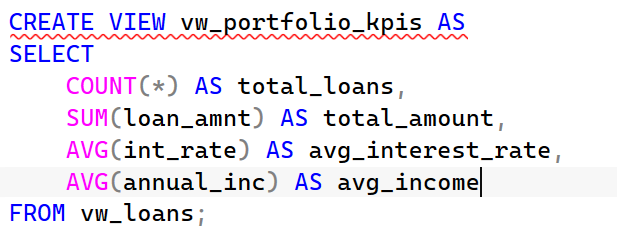 CREATE VIEW vw_portfolio_kpis AS
SELECT
    COUNT(*) AS total_loans,
    SUM(loan_amnt) AS total_amount,
    AVG(int_rate) AS avg_interest_rate,
    AVG(annual_inc) AS avg_income
FROM vw_loans;